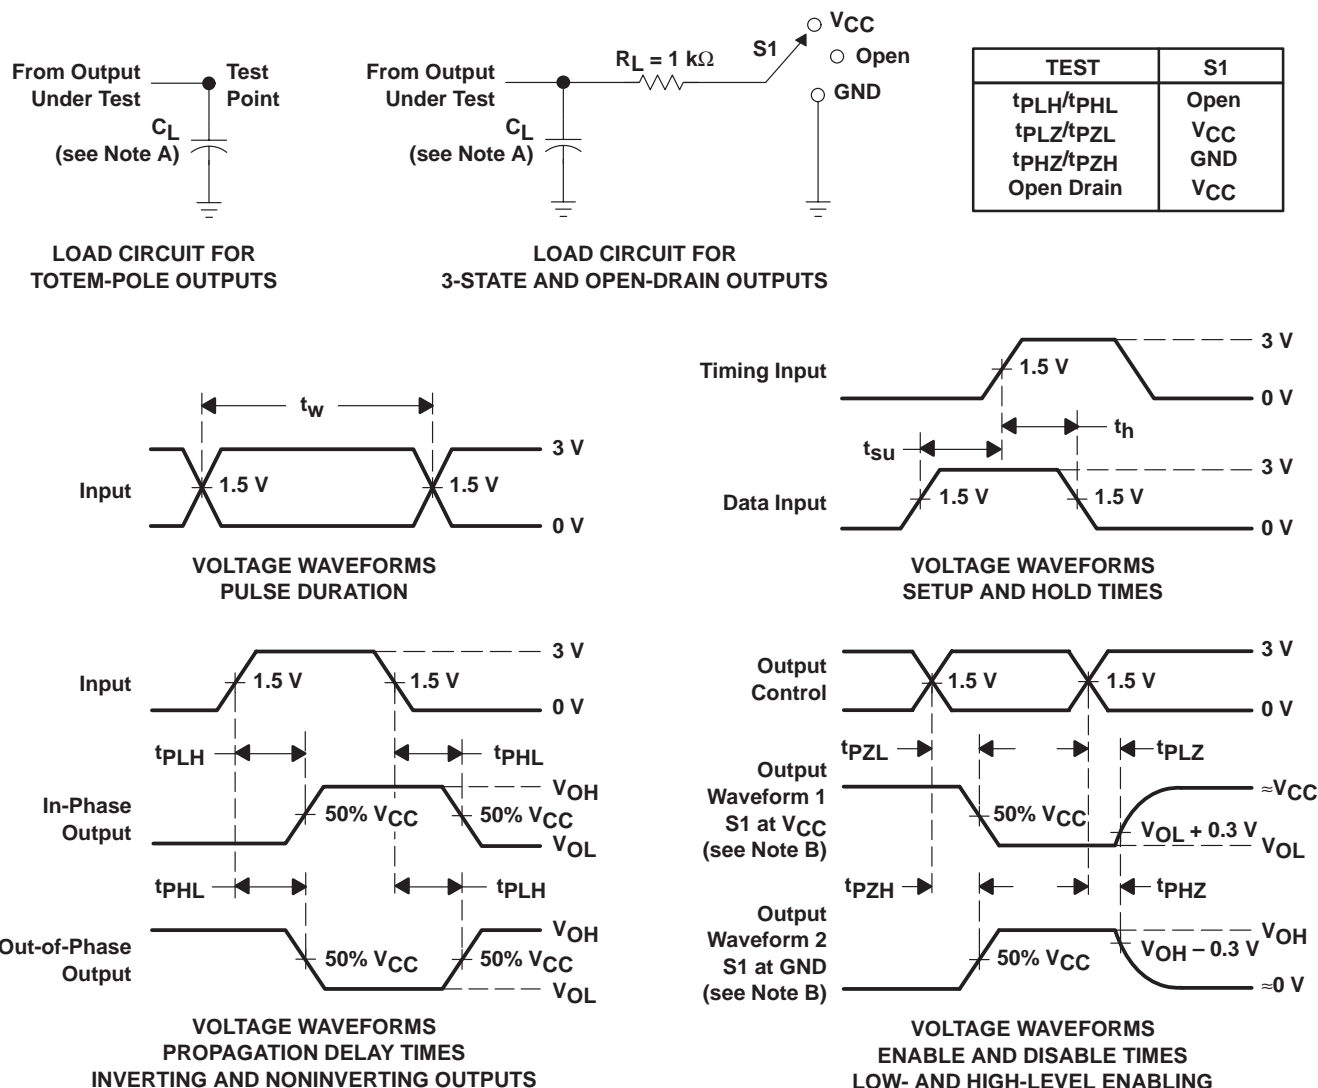 From Output
Under Test
Test
Point
CL
(see Note A)
LOAD CIRCUIT FOR
TOTEM-POLE OUTPUTS
From Output
Under Test
RL = 1 kΩ
S1
VCC
Open
GND
CL
(see Note A)
LOAD CIRCUIT FOR
3-STATE AND OPEN-DRAIN OUTPUTS
TEST S1
tPLH/tPHL Open
tPLZ/tPZL VCC
tPHZ/tPZH GND
Open Drain VCC
tw
Input
1.5 V
1.5 V
3 V
0 V
VOLTAGE WAVEFORMS
PULSE DURATION
Timing Input
1.5 V
3 V
0 V
tsu
th
Data Input
1.5 V
1.5 V
3 V
0 V
VOLTAGE WAVEFORMS
SETUP AND HOLD TIMES
Input
1.5 V
1.5 V
3 V
0 V
tPLH
tPHL
In-Phase
Output
50% VCC
50% VCC
VOH
VOL
tPHL
tPLH
Out-of-Phase
Output
50% VCC
50% VCC
VOH
VOL
VOLTAGE WAVEFORMS
PROPAGATION DELAY TIMES
INVERTING AND NONINVERTING OUTPUTS
Output
Control
1.5 V
1.5 V
3 V
0 V
tPZL
tPLZ
Output
Waveform 1
S1 at VCC
(see Note B)
50% VCC
VOL + 0.3 V
≈VCC
VOL
tPZH
tPHZ
Output
Waveform 2
S1 at GND
(see Note B)
50% VCC
VOH − 0.3 V
VOH
≈0 V
VOLTAGE WAVEFORMS
ENABLE AND DISABLE TIMES
LOW- AND HIGH-LEVEL ENABLING